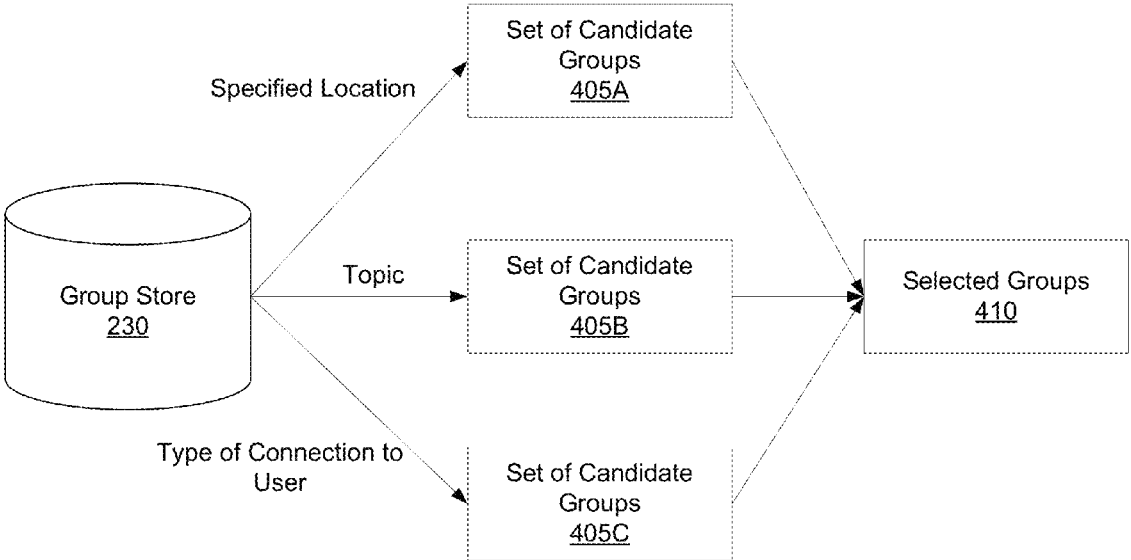 Set of Candidate
Groups
405A
Specified Location
Group Store
230
Topic
Set of Candidate
Groups
405B
Selected Groups
410
Type of Connection to
User
Set of Candidate
Groups
405C